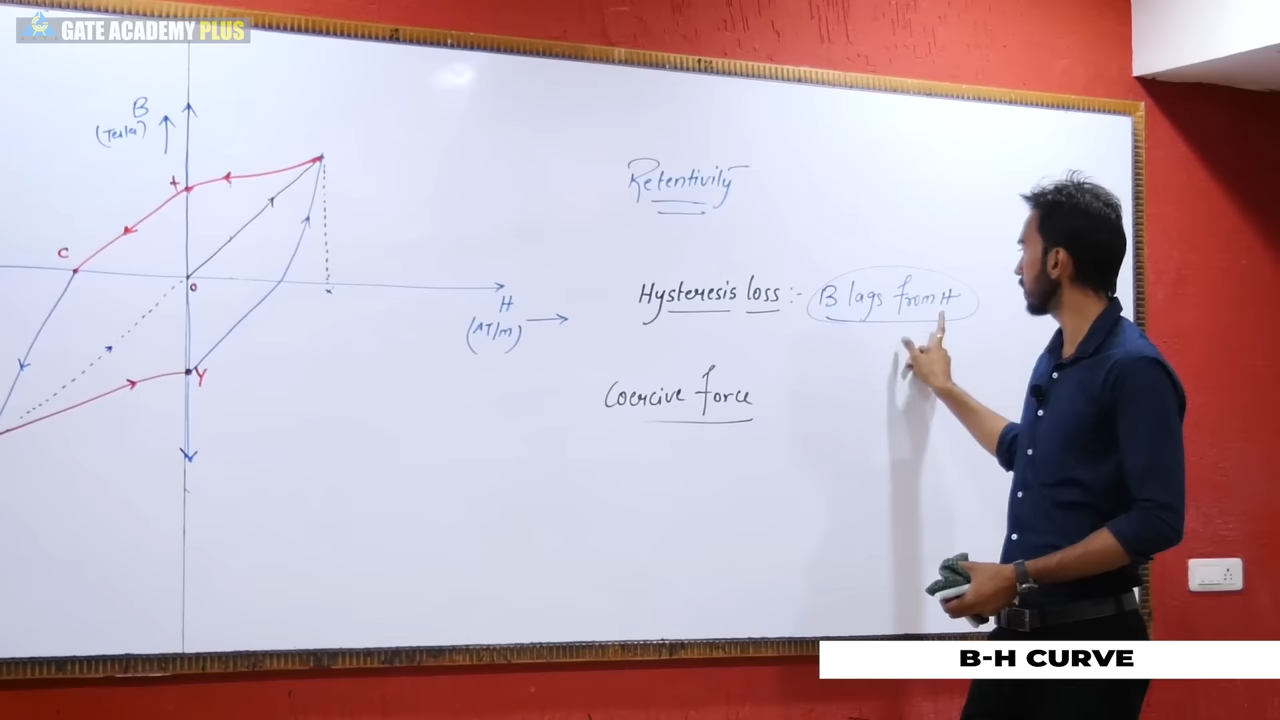 GATE ACADEMY PLUS
B
(Tesla)
Retentivity
C
O
H
(AT/m)
Hysteresis loss :- B lags from H
Y
Coercive force
B-H CURVE